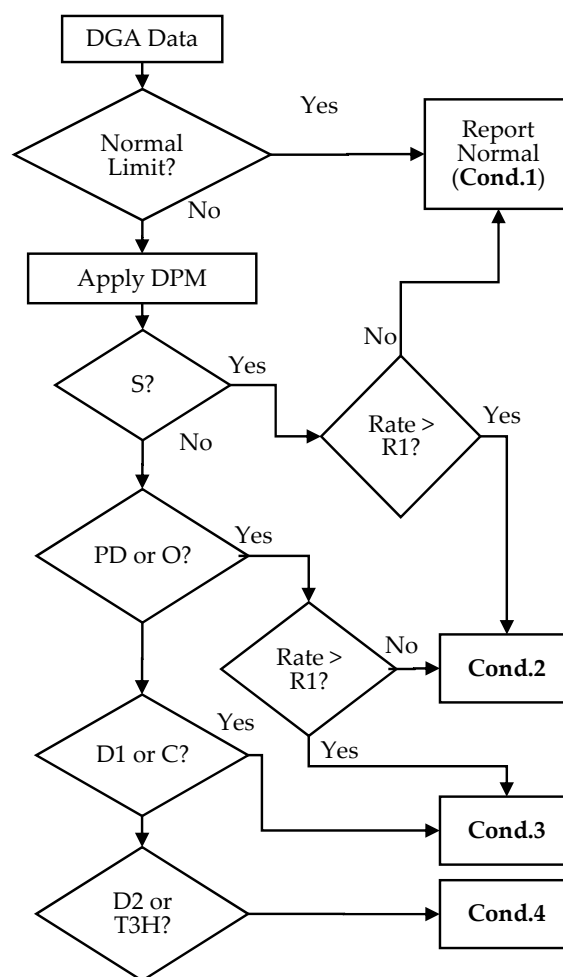 DGA Data
Yes
Normal
Limit?
Report
Normal
(Cond.1)
No
Apply DPM
No
S?
Yes
Rate >
R1?
Yes
No
PD or O?
Yes
Rate >
R1?
No
Cond.2
Yes
D1 or C?
Yes
Cond.3
D2 or
T3H?
Cond.4